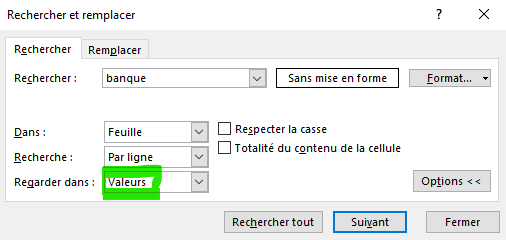 Rechercher et remplacer ? ×
Rechercher Remplacer
Rechercher : banque Sans mise en forme Format...
Dans : Feuille Respecter la casse
Recherche : Par ligne Totalité du contenu de la cellule
Regarder dans : Valeurs Options <<
Rechercher tout Suivant Fermer